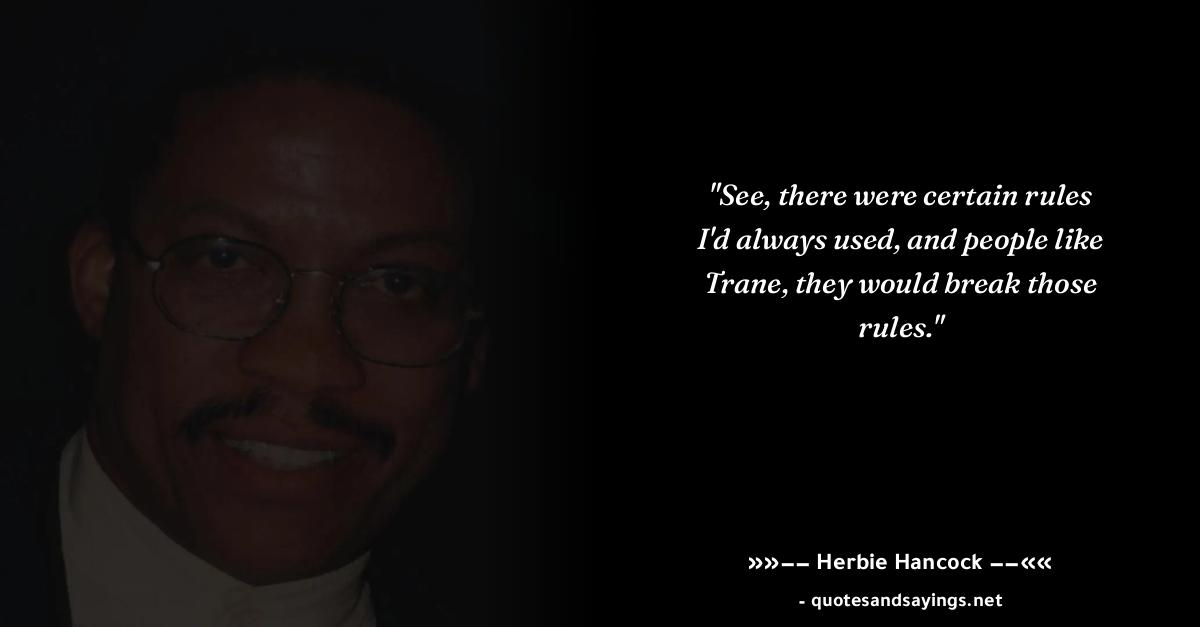 "See, there were certain rules
I'd always used, and people like
Trane, they would break those
rules."
»»–– Herbie Hancock ––««
- quotesandsayings.net